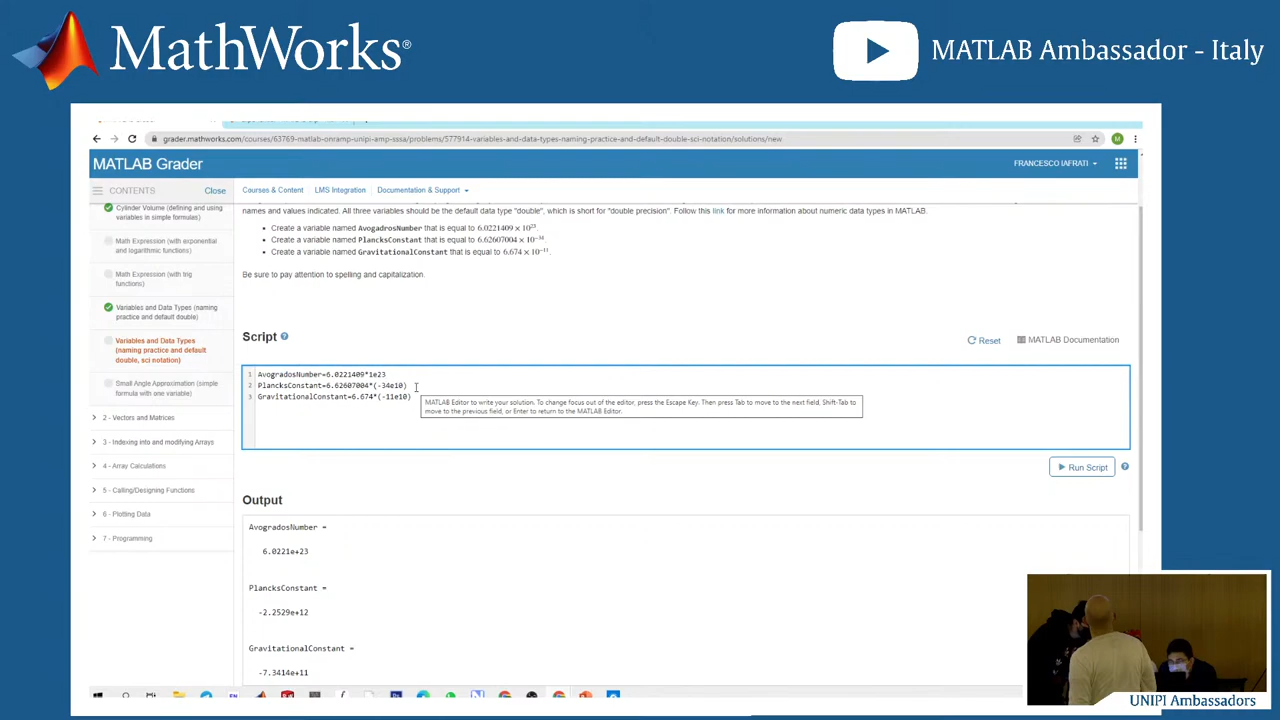 MathWorks®
MATLAB Ambassador - Italy
grader.mathworks.com/courses/63769-matlab-onramp-unipi-amp-sssa/problems/577914-variables-and-data-types-naming-practice-and-default-double-sci-notation/solutions/new
MATLAB Grader
FRANCESCO IAFRATI
CONTENTS
Close
Courses & Content
LMS Integration
Documentation & Support
Cylinder Volume (defining and using
variables in simple formulas)
Math Expression (with exponential
and logarithmic functions)
Math Expression (with trig
functions)
Variables and Data Types (naming
practice and default double)
Variables and Data Types
(naming practice and default
double, sci notation)
Small Angle Approximation (simple
formula with one variable)
2 - Vectors and Matrices
3 - Indexing into and modifying Arrays
4 - Array Calculations
5 - Calling/Designing Functions
6 - Plotting Data
7 - Programming
names and values indicated. All three variables should be the default data type "double", which is short for "double precision". Follow this link for more information about numeric data types in MATLAB.
• Create a variable named AvogadrosNumber that is equal to 6.0221409 × 10²³
• Create a variable named PlancksConstant that is equal to 6.62607004 × 10⁻³⁴
• Create a variable named GravitationalConstant that is equal to 6.674 × 10⁻¹¹.
Be sure to pay attention to spelling and capitalization.
Script
Reset
MATLAB Documentation
1 AvogradosNumber=6.0221409*1e23
2 PlancksConstant=6.62607004*(-34e10)
3 GravitationalConstant=6.674*(-11e10)
MATLAB Editor to write your solution. To change focus out of the editor, press the Escape Key. Then press Tab to move to the next field, Shift-Tab to
move to the previous field, or Enter to return to the MATLAB Editor.
Run Script
Output
AvogradosNumber =
6.0221e+23
PlancksConstant =
-2.2529e+12
GravitationalConstant =
-7.3414e+11
UNIPI Ambassadors